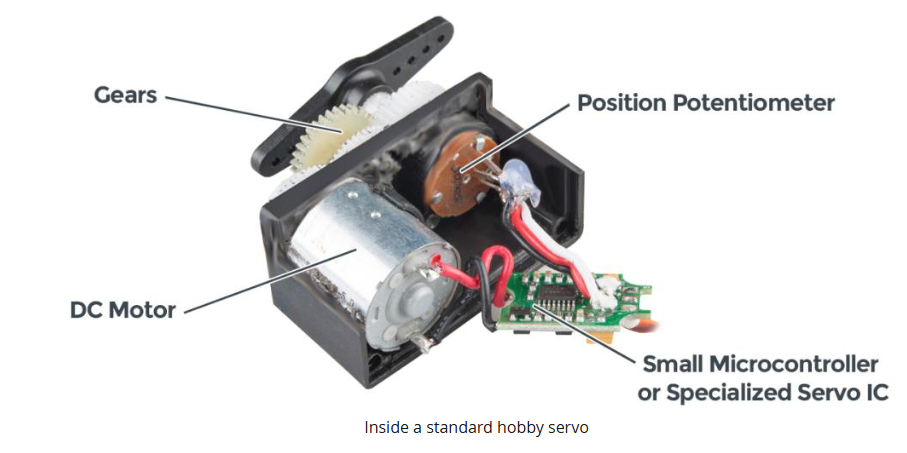 Gears
Position Potentiometer
DC Motor
Small Microcontroller
or Specialized Servo IC
Inside a standard hobby servo